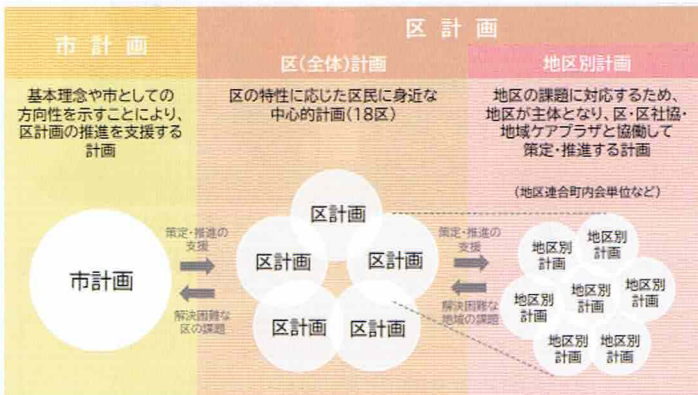 市計画
区計画
区(全体)計画
地区別計画
基本理念や市としての
方向性を示すことにより、
区計画の推進を支援する
計画
区の特性に応じた区民に身近な
中心的計画(18区)
地区の課題に対応するため、
地区が主体となり、区・区社協・
地域ケアプラザと協働して
策定・推進する計画
(地区連合町内会単位など)
市計画
策定・推進の
支援
解決困難な
区の課題
区計画
区計画
区計画
区計画
区計画
策定・推進の
支援
解決困難な
地域の課題
地区別
計画
地区別
計画
地区別
計画
地区別
計画
地区別
計画
地区別
計画
地区別
計画